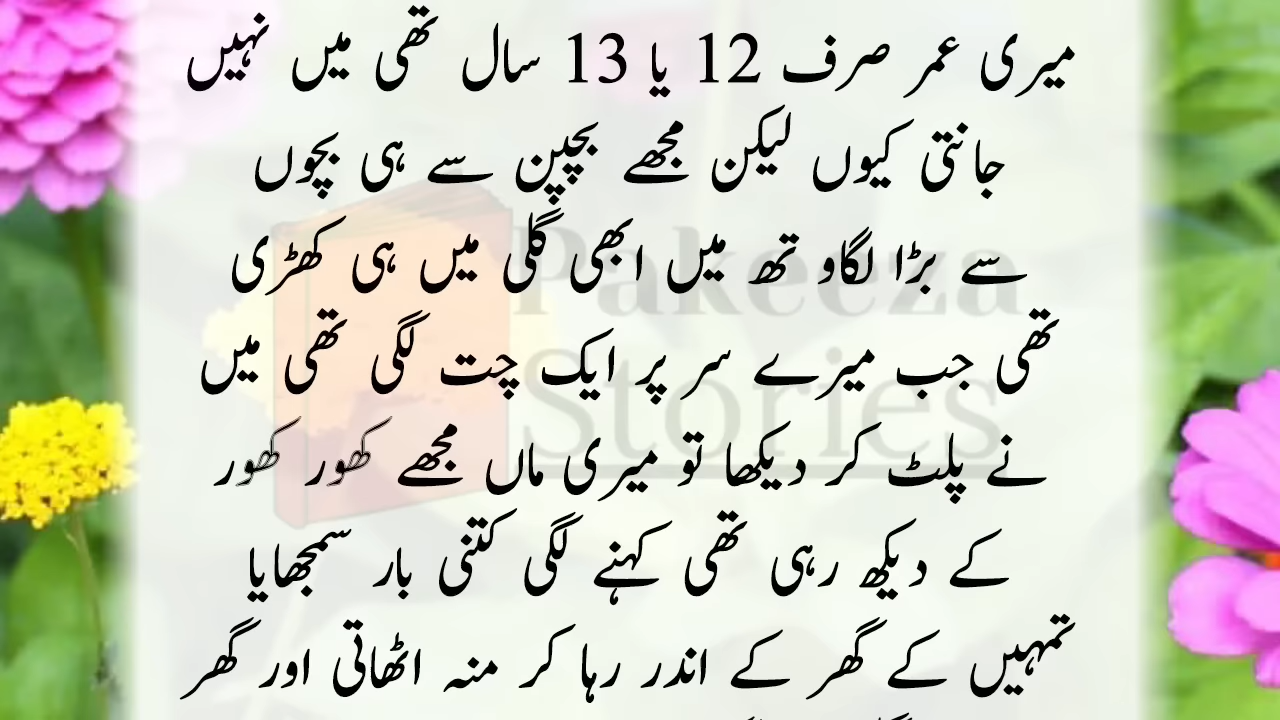 میری عمر صرف 12 یا 13 سال تھی میں نہیں
جانتی کیوں لیکن مجھے بچپن سے ہی بچوں
سے بڑا لگاو تھ میں ابھی گلی میں ہی کھڑی
تھی جب میرے سر پر ایک چت لگی تھی میں
نے پلٹ کر دیکھا تو میری ماں مجھے کھور کھور
کے دیکھ رہی تھی کہنے لگی کتنی بار سمجھایا
تمہیں کے گھر کے اندر رہا کر منہ اٹھاتی اور گھر
Pakeeza
Stories